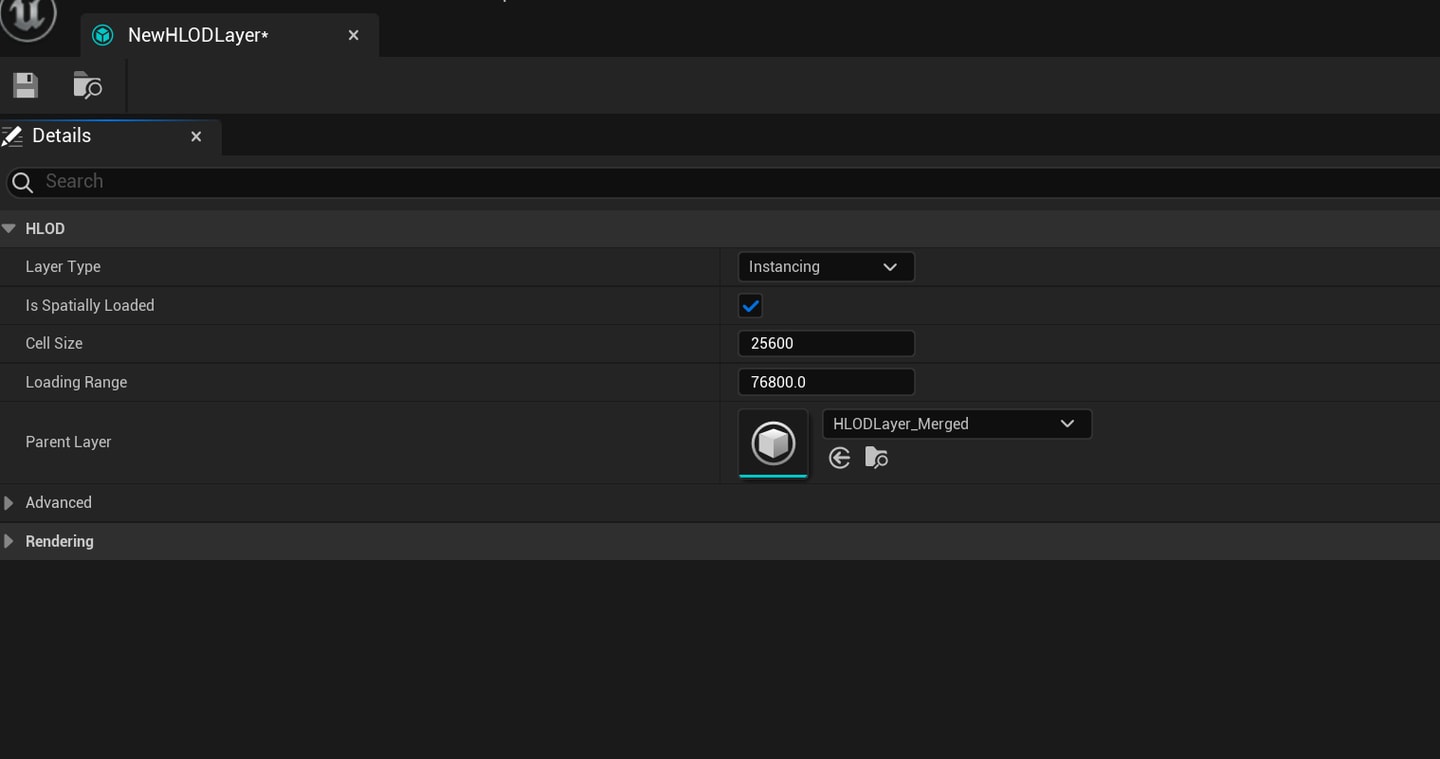 NewHLODLayer*
Details
Search
HLOD
Layer Type
Instancing
Is Spatially Loaded
Cell Size
25600
Loading Range
76800.0
Parent Layer
HLODLayer_Merged
Advanced
Rendering